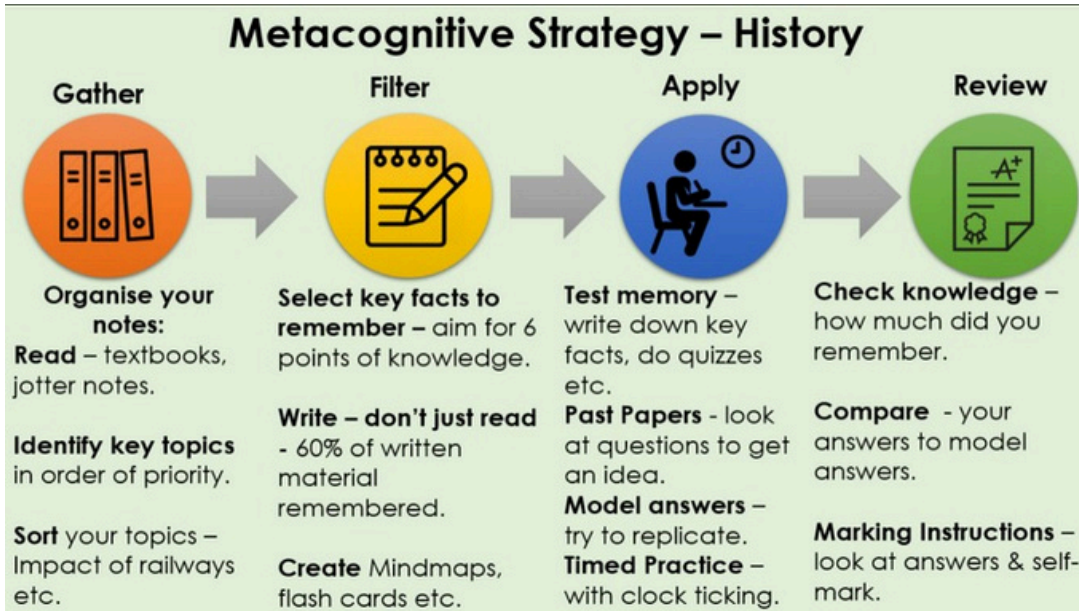 Metacognitive Strategy – History
Gather
Organise your
notes:
Read – textbooks,
jotter notes.
Identify key topics
in order of priority.
Sort your topics –
Impact of railways
etc.
Filter
Select key facts to
remember – aim for 6
points of knowledge.
Write – don’t just read
- 60% of written
material
remembered.
Create Mindmaps,
flash cards etc.
Apply
Test memory –
write down key
facts, do quizzes
etc.
Past Papers - look
at questions to get
an idea.
Model answers –
try to replicate.
Timed Practice –
with clock ticking.
Review
A+
Check knowledge –
how much did you
remember.
Compare - your
answers to model
answers.
Marking Instructions –
look at answers & self-
mark.